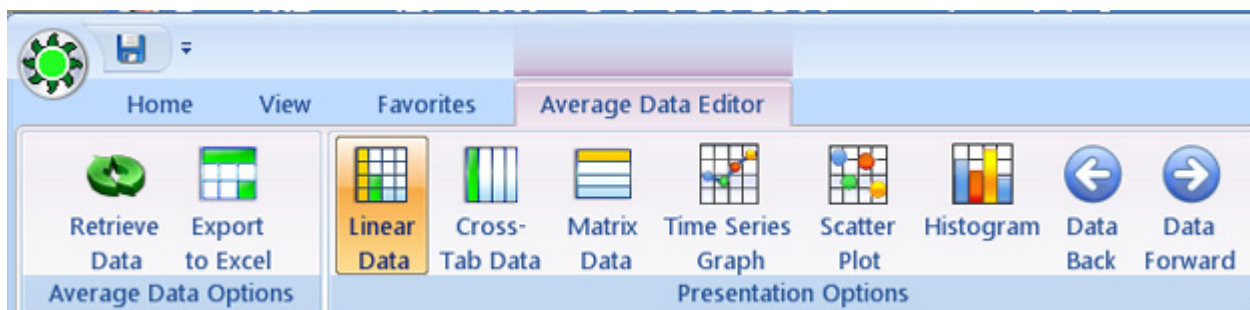 Home View Favorites Average Data Editor
Retrieve Export Linear Cross- Matrix Time Series Scatter Histogram Data Data
Data to Excel Data Tab Data Data Graph Plot Back Forward
Average Data Options Presentation Options